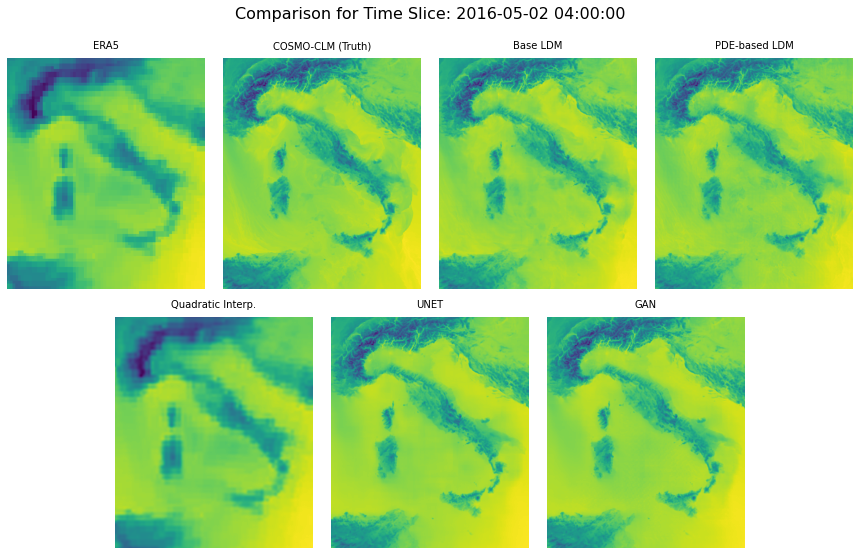 Comparison for Time Slice: 2016-05-02 04:00:00
ERA5
COSMO-CLM (Truth)
Base LDM
PDE-based LDM
Quadratic Interp.
UNET
GAN